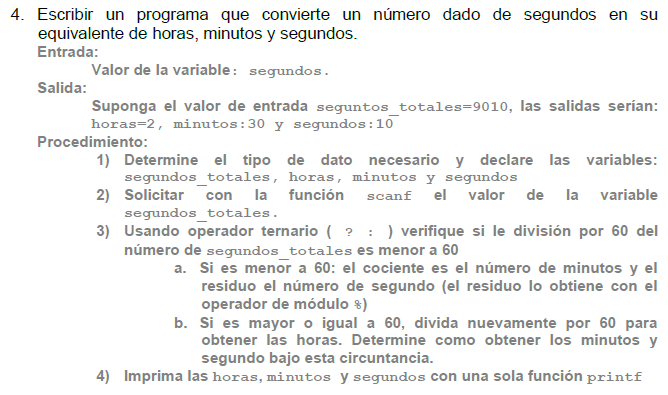 4. Escribir un programa que convierte un número dado de segundos en su
equivalente de horas, minutos y segundos.
Entrada:
Valor de la variable: segundos.
Salida:
Suponga el valor de entrada seguntos_totales=9010, las salidas serían:
horas=2, minutos:30 y segundos:10
Procedimiento:
1) Determine el tipo de dato necesario y declare las variables:
segundos_totales, horas, minutos y segundos
2) Solicitar con la función scanf el valor de la variable
segundos_totales.
3) Usando operador ternario ( ? : ) verifique si le división por 60 del
número de segundos_totales es menor a 60
a. Si es menor a 60: el cociente es el número de minutos y el
residuo el número de segundo (el residuo lo obtiene con el
operador de módulo %)
b. Si es mayor o igual a 60, divida nuevamente por 60 para
obtener las horas. Determine como obtener los minutos y
segundo bajo esta circuntancia.
4) Imprima las horas, minutos y segundos con una sola función printf